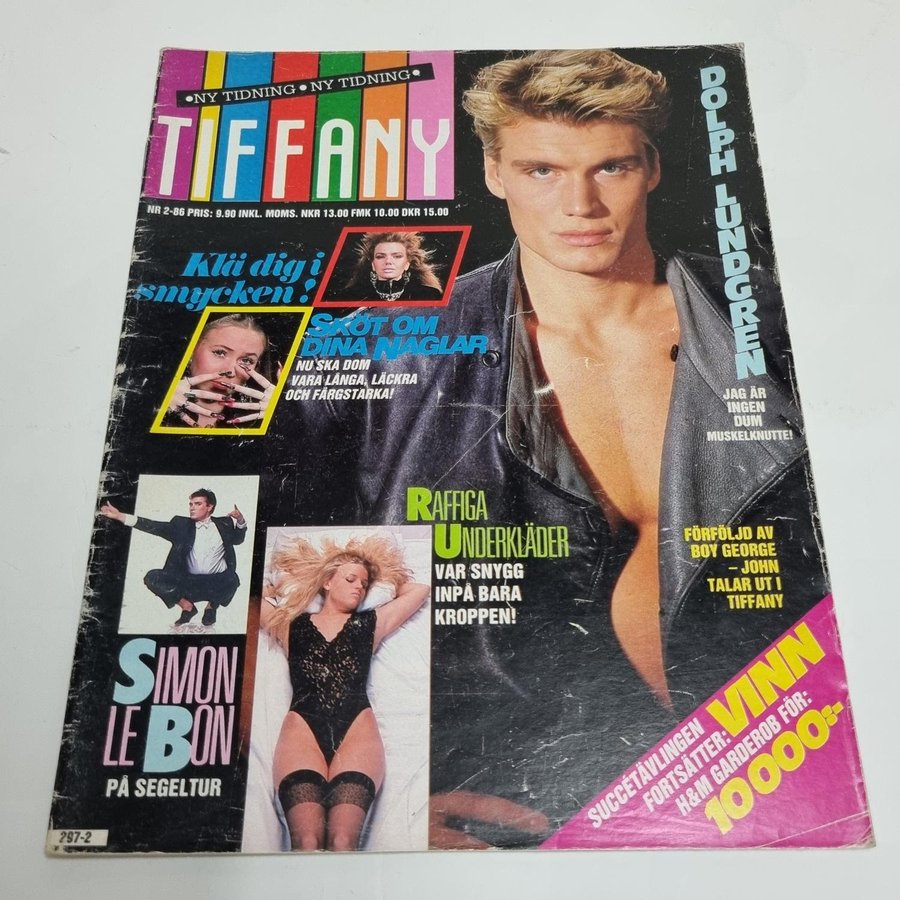 •NY TIDNING • NY TIDNING•
TIFFANY
NR 2-86 PRIS: 9.90 INKL. MOMS. NKR 13.00 FMK 10.00 DKR 15.00
Klä dig i
smycken!
SKÖT OM
DINA NAGLAR
NU SKA DOM
VARA LÅNGA, LÄCKRA
OCH FÄRGSTARKA!
DOLPH LUNDGREN
JAG ÄR
INGEN
DUM
MUSKELKNUTTE!
RAFFIGA
UNDERKLÄDER
VAR SNYGG
INPÅ BARA
KROPPEN!
FÖRFÖLJD AV
BOY GEORGE
– JOHN
TALAR UT I
TIFFANY
SIMON
LE BON
PÅ SEGELTUR
SUCCÉTÄVLINGEN
FORTSÄTTER: VINN
H&M GARDEROB FÖR:
10000:-
297-2